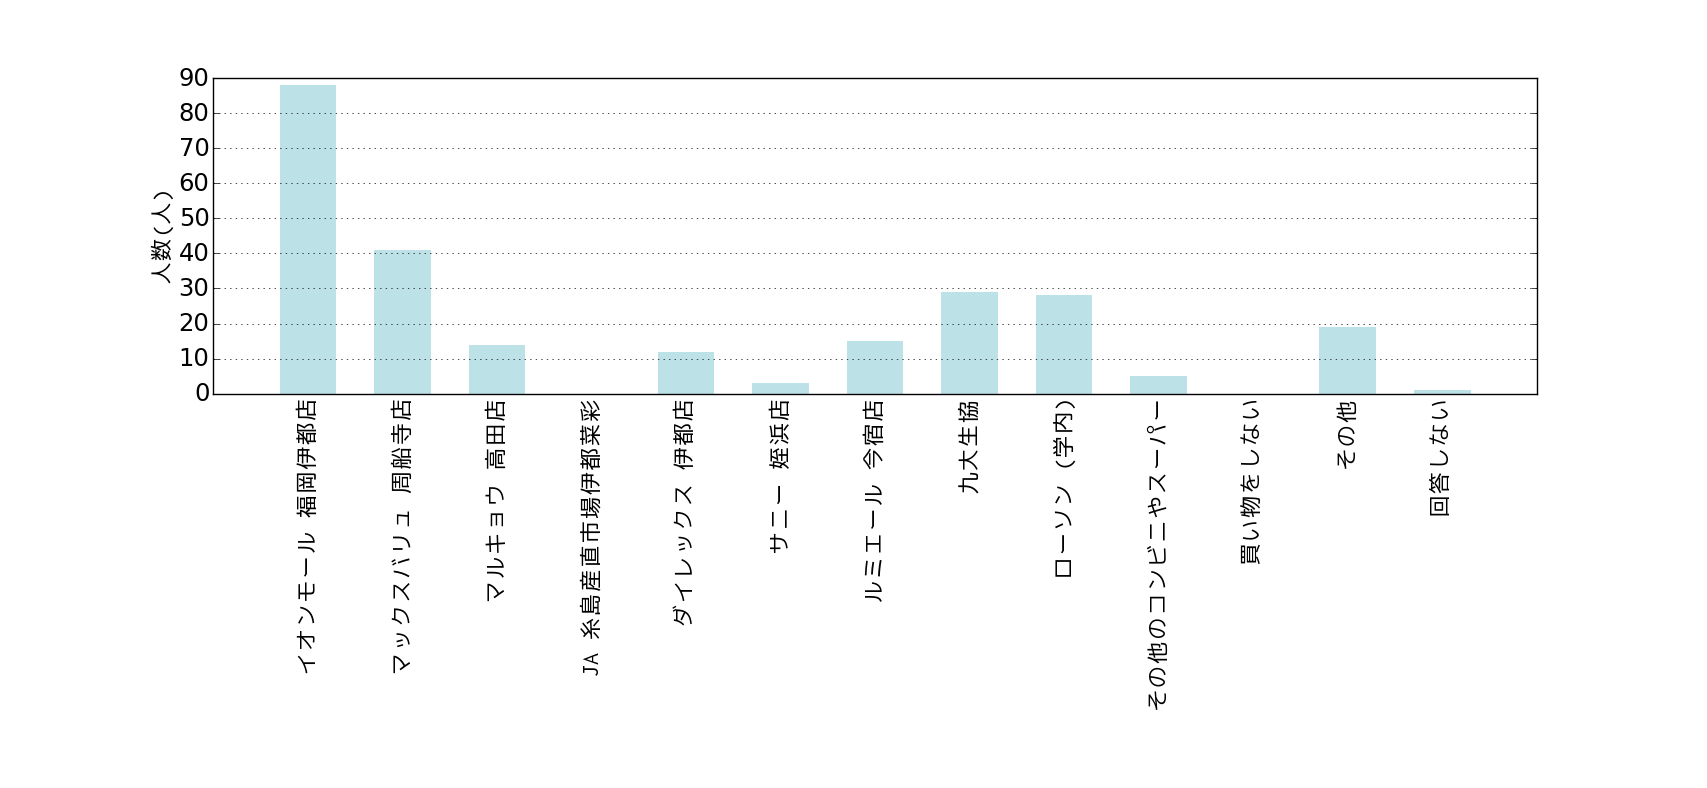 90
80
70
60
50
40
30
20
10
0
人数(人)
イオンモール 福岡伊都店
マックスバリュ 周船寺店
マルキョウ 高田店
JA 糸島産直市場伊都菜彩
ダイレックス 伊都店
サニー 姪浜店
ルミエール 今宿店
九大生協
ローソン (学内)
その他のコンビニやスーパー
買い物をしない
その他
回答しない